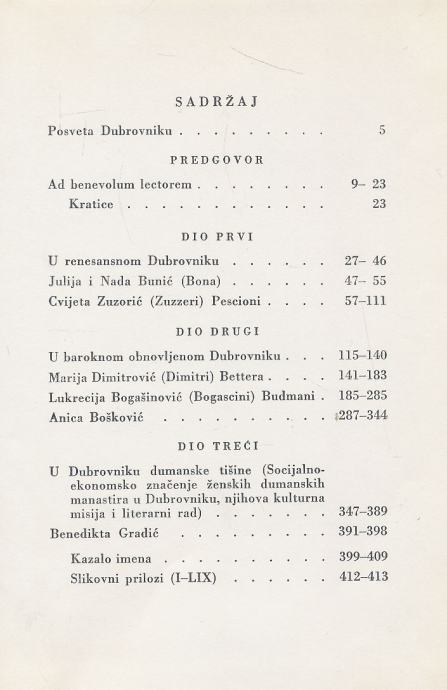 SADRŽAJ
Posveta Dubrovniku . . . . . . . . . 5
PREDGOVOR
Ad benevolum lectorem . . . . . . . . 9– 23
Kratice . . . . . . . . . . . . 23
DIO PRVI
U renesansnom Dubrovniku . . . . . . 27– 46
Julija i Nada Bunić (Bona) . . . . . . 47– 55
Cvijeta Zuzorić (Zuzzeri) Pescioni . . . . 57–111
DIO DRUGI
U baroknom obnovljenom Dubrovniku . . . 115–140
Marija Dimitrović (Dimitri) Bettera . . . . 141–183
Lukrecija Bogašinović (Bogascini) Budmani . 185–285
Anica Bošković . . . . . . . . . . 287–344
DIO TREĆI
U Dubrovniku dumanske tišine (Socijalno-
ekonomsko značenje ženskih dumanskih
manastira u Dubrovniku, njihova kulturna
misija i literarni rad) . . . . . . . 347–389
Benedikta Gradić . . . . . . . . . 391–398
Kazalo imena . . . . . . . . . . 399–409
Slikovni prilozi (I–LIX) . . . . . . 412–413